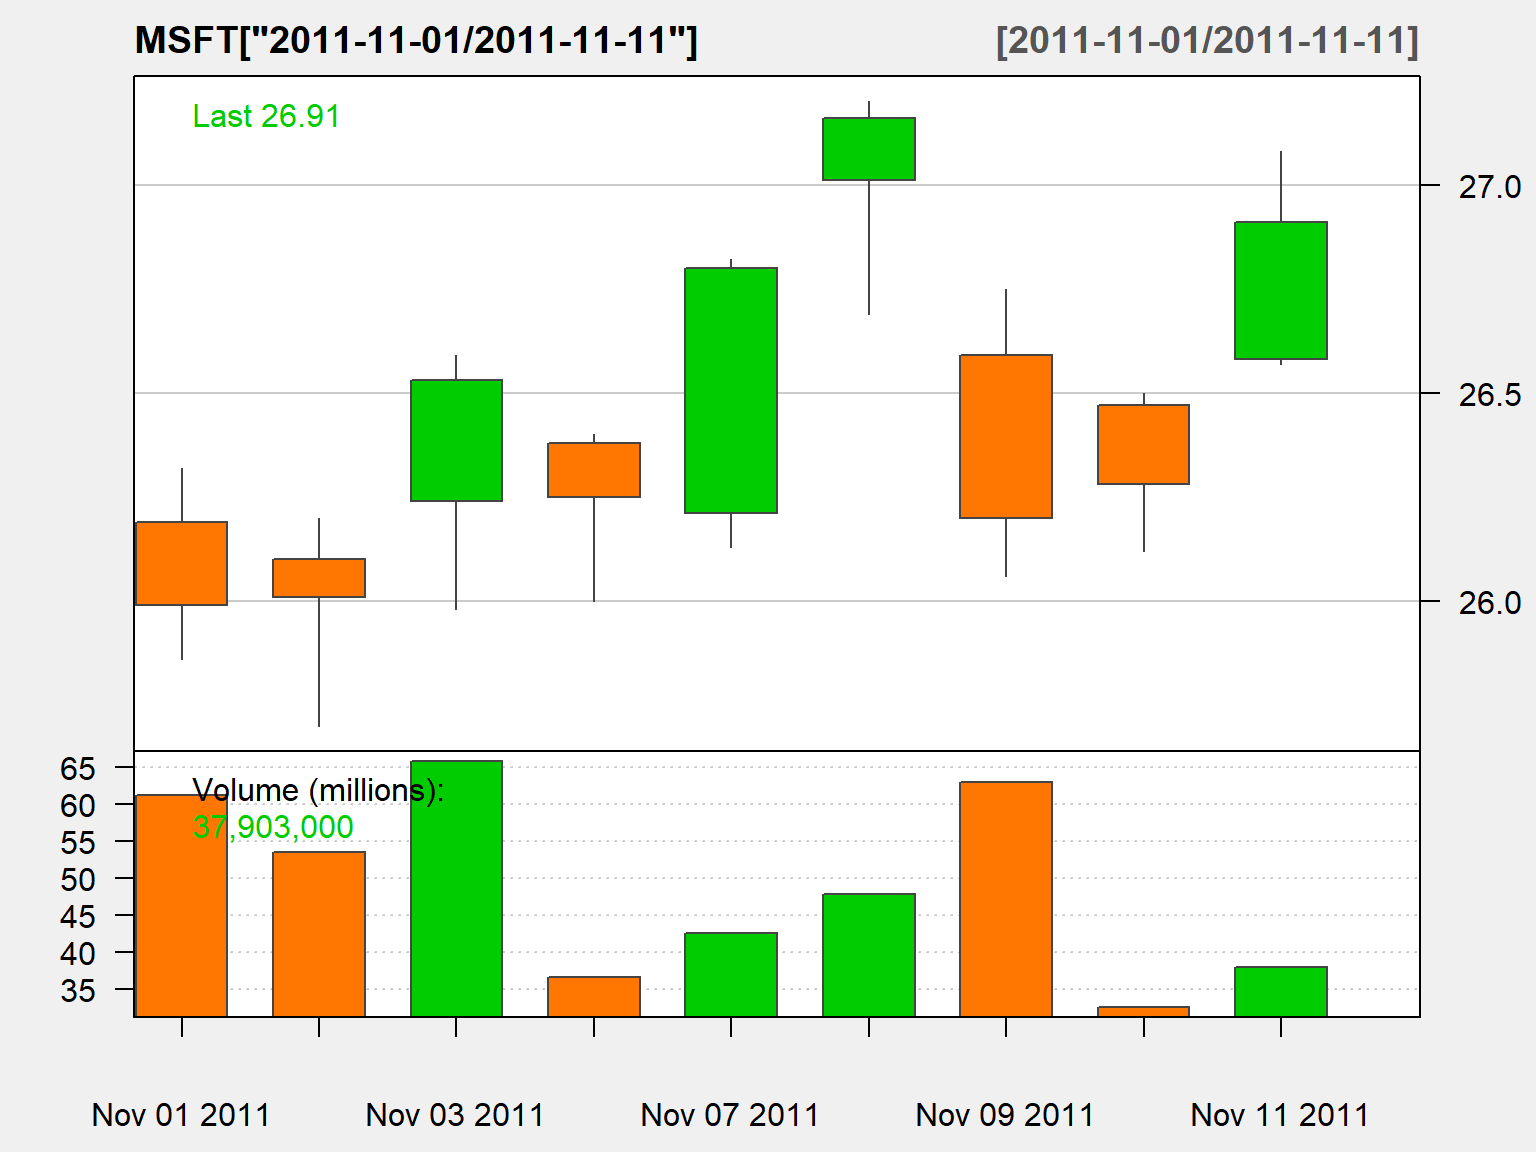 MSFT["2011-11-01/2011-11-11"] [2011-11-01/2011-11-11]
Last 26.91
27.0
26.5
26.0
Volume (millions):
37,903,000
65
60
55
50
45
40
35
Nov 01 2011 Nov 03 2011 Nov 07 2011 Nov 09 2011 Nov 11 2011